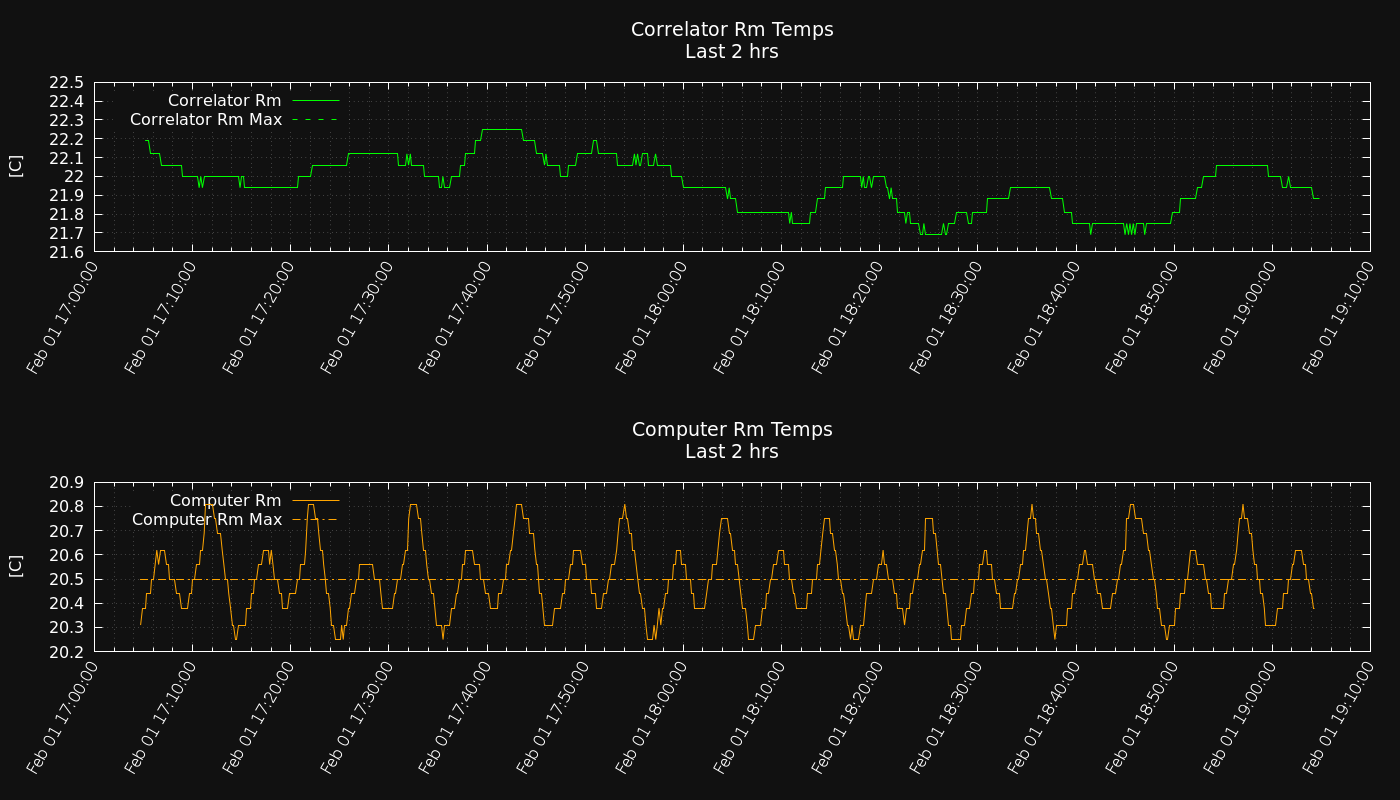 Correlator Rm Temps
Last 2 hrs
22.5
22.4
22.3
22.2
22.1
22
21.9
21.8
21.7
21.6
[C]
Correlator Rm
Correlator Rm Max
Feb 01 17:00:00
Feb 01 17:10:00
Feb 01 17:20:00
Feb 01 17:30:00
Feb 01 17:40:00
Feb 01 17:50:00
Feb 01 18:00:00
Feb 01 18:10:00
Feb 01 18:20:00
Feb 01 18:30:00
Feb 01 18:40:00
Feb 01 18:50:00
Feb 01 19:00:00
Feb 01 19:10:00
Computer Rm Temps
Last 2 hrs
20.9
20.8
20.7
20.6
20.5
20.4
20.3
20.2
[C]
Computer Rm
Computer Rm Max
Feb 01 17:00:00
Feb 01 17:10:00
Feb 01 17:20:00
Feb 01 17:30:00
Feb 01 17:40:00
Feb 01 17:50:00
Feb 01 18:00:00
Feb 01 18:10:00
Feb 01 18:20:00
Feb 01 18:30:00
Feb 01 18:40:00
Feb 01 18:50:00
Feb 01 19:00:00
Feb 01 19:10:00